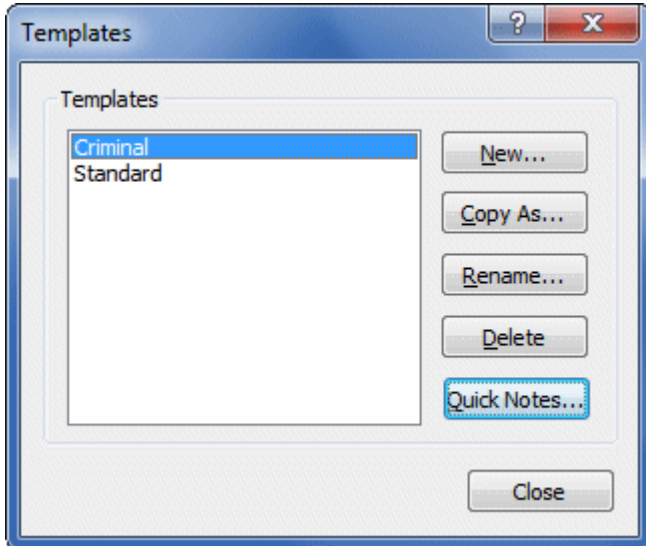 Templates
?
X
Templates
Criminal
Standard
New...
Copy As...
Rename...
Delete
Quick Notes...
Close